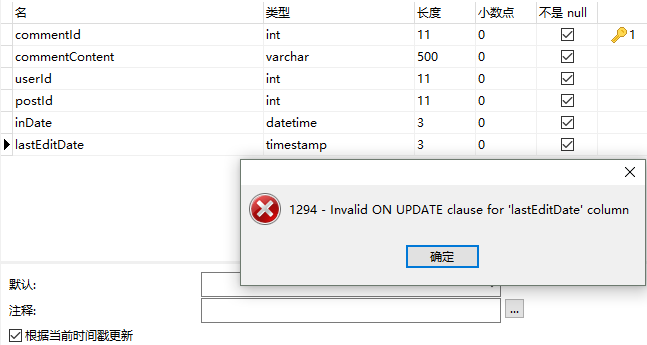 名 类型 长度 小数点 不是 null
commentId int 11 0 1
commentContent varchar 500 0
userId int 11 0
postId int 11 0
inDate datetime 3 0
lastEditDate timestamp 3 0
1294 - Invalid ON UPDATE clause for 'lastEditDate' column
确定
默认:
注释:
...
根据当前时间戳更新